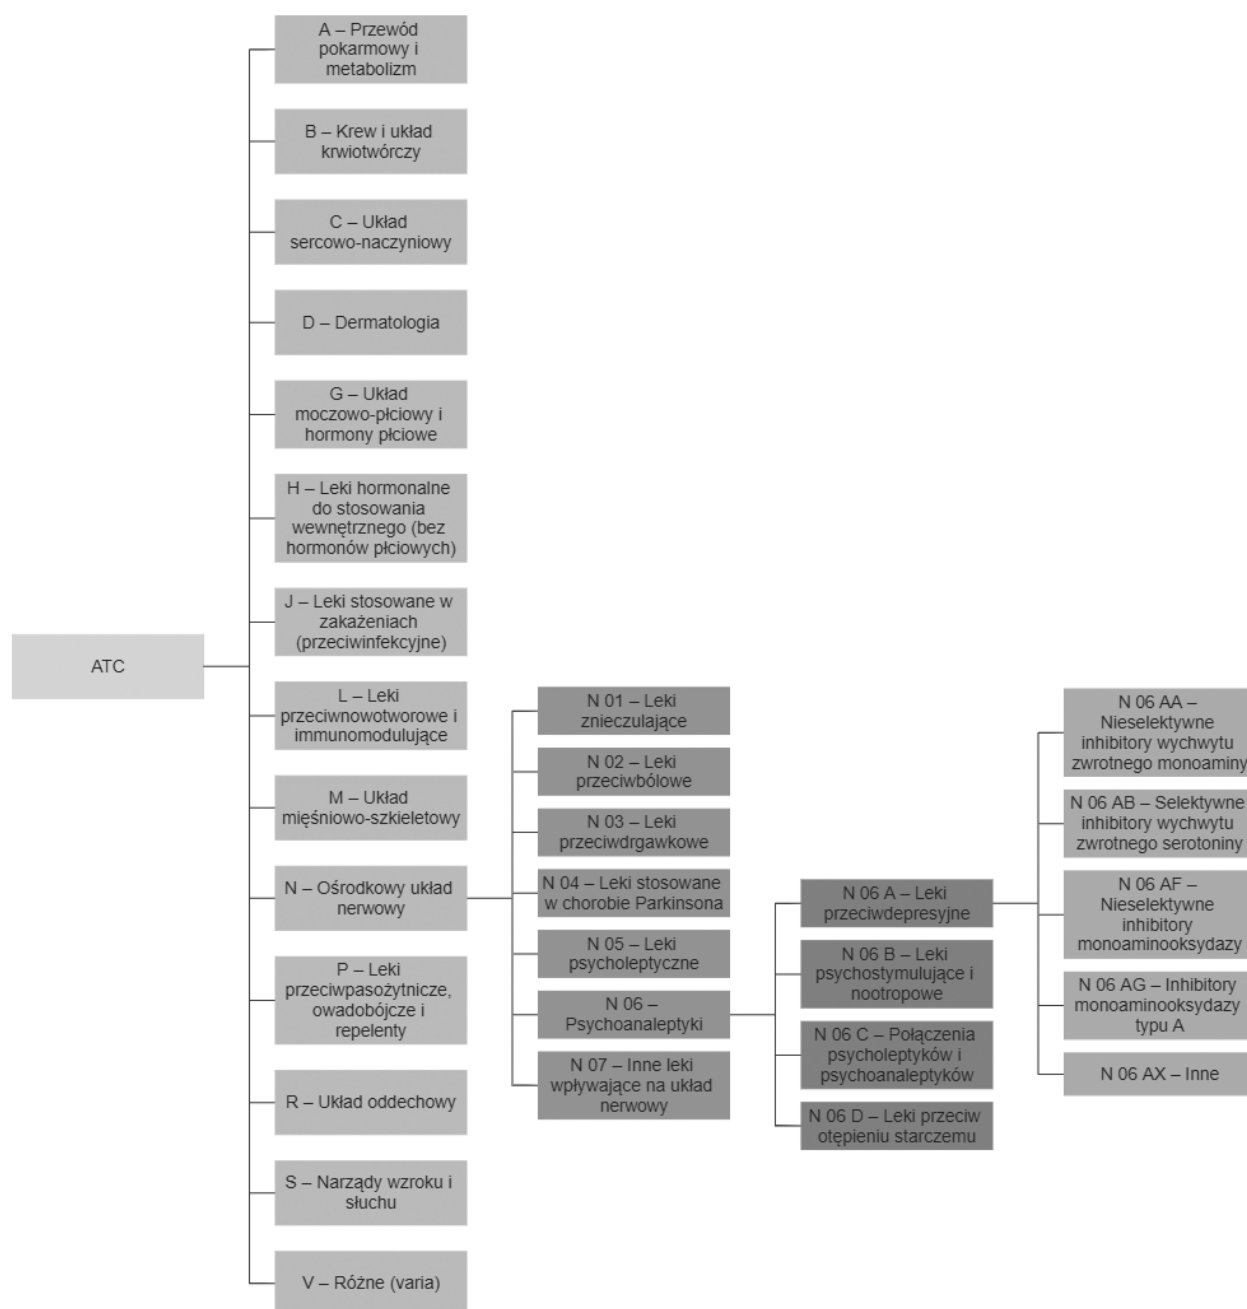 A – Przewód
pokarmowy i
metabolizm
B – Krew i układ
krwiotwórczy
C – Układ
sercowo-naczyniowy
D – Dermatologia
G – Układ
moczowo-płciowy i
hormony płciowe
H – Leki hormonalne
do stosowania
wewnętrznego (bez
hormonów płciowych)
J – Leki stosowane w
zakażeniach
(przeciwinfekcyjne)
ATC
L – Leki
przeciwnowotworowe i
immunomodulujące
M – Układ
mięśniowo-szkieletowy
N – Ośrodkowy układ
nerwowy
P – Leki
przeciwpasożytnicze,
owadobójcze i
repelenty
R – Układ oddechowy
S – Narządy wzroku i
słuchu
V – Różne (varia)
N 01 – Leki
znieczulające
N 02 – Leki
przeciwbólowe
N 03 – Leki
przeciwdrgawkowe
N 04 – Leki stosowane
w chorobie Parkinsona
N 05 – Leki
psycholeptyczne
N 06 –
Psychoanaleptyki
N 07 – Inne leki
wpływające na układ
nerwowy
N 06 A – Leki
przeciwdepresyjne
N 06 B – Leki
psychostymulujące i
nootropowe
N 06 C – Połączenia
psycholeptyków i
psychoanaleptyków
N 06 D – Leki przeciw
otępieniu starczemu
N 06 AA –
Nieselektywne
inhibitory wychwytu
zwrotnego monoaminy
N 06 AB – Selektywne
inhibitory wychwytu
zwrotnego serotoniny
N 06 AF –
Nieselektywne
inhibitory
monoaminooksydazy
N 06 AG – Inhibitory
monoaminooksydazy
typu A
N 06 AX – Inne